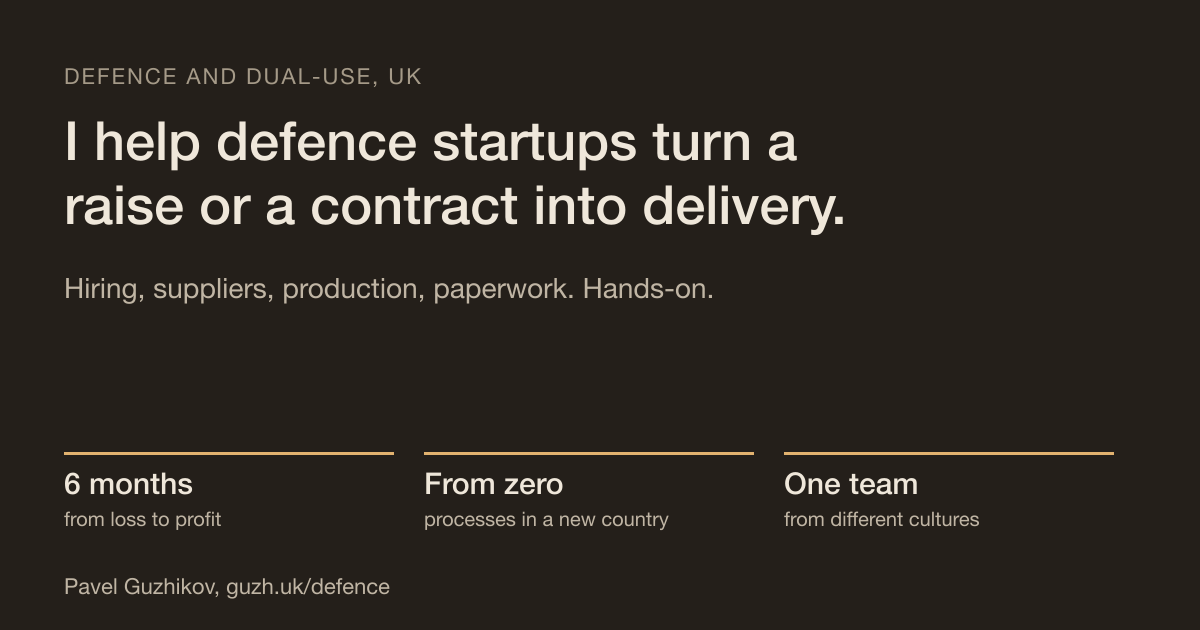 DEFENCE AND DUAL-USE, UK
I help defence startups turn a
raise or a contract into delivery.
Hiring, suppliers, production, paperwork. Hands-on.
6 months
from loss to profit
From zero
processes in a new country
One team
from different cultures
Pavel Guzhikov, guzh.uk/defence